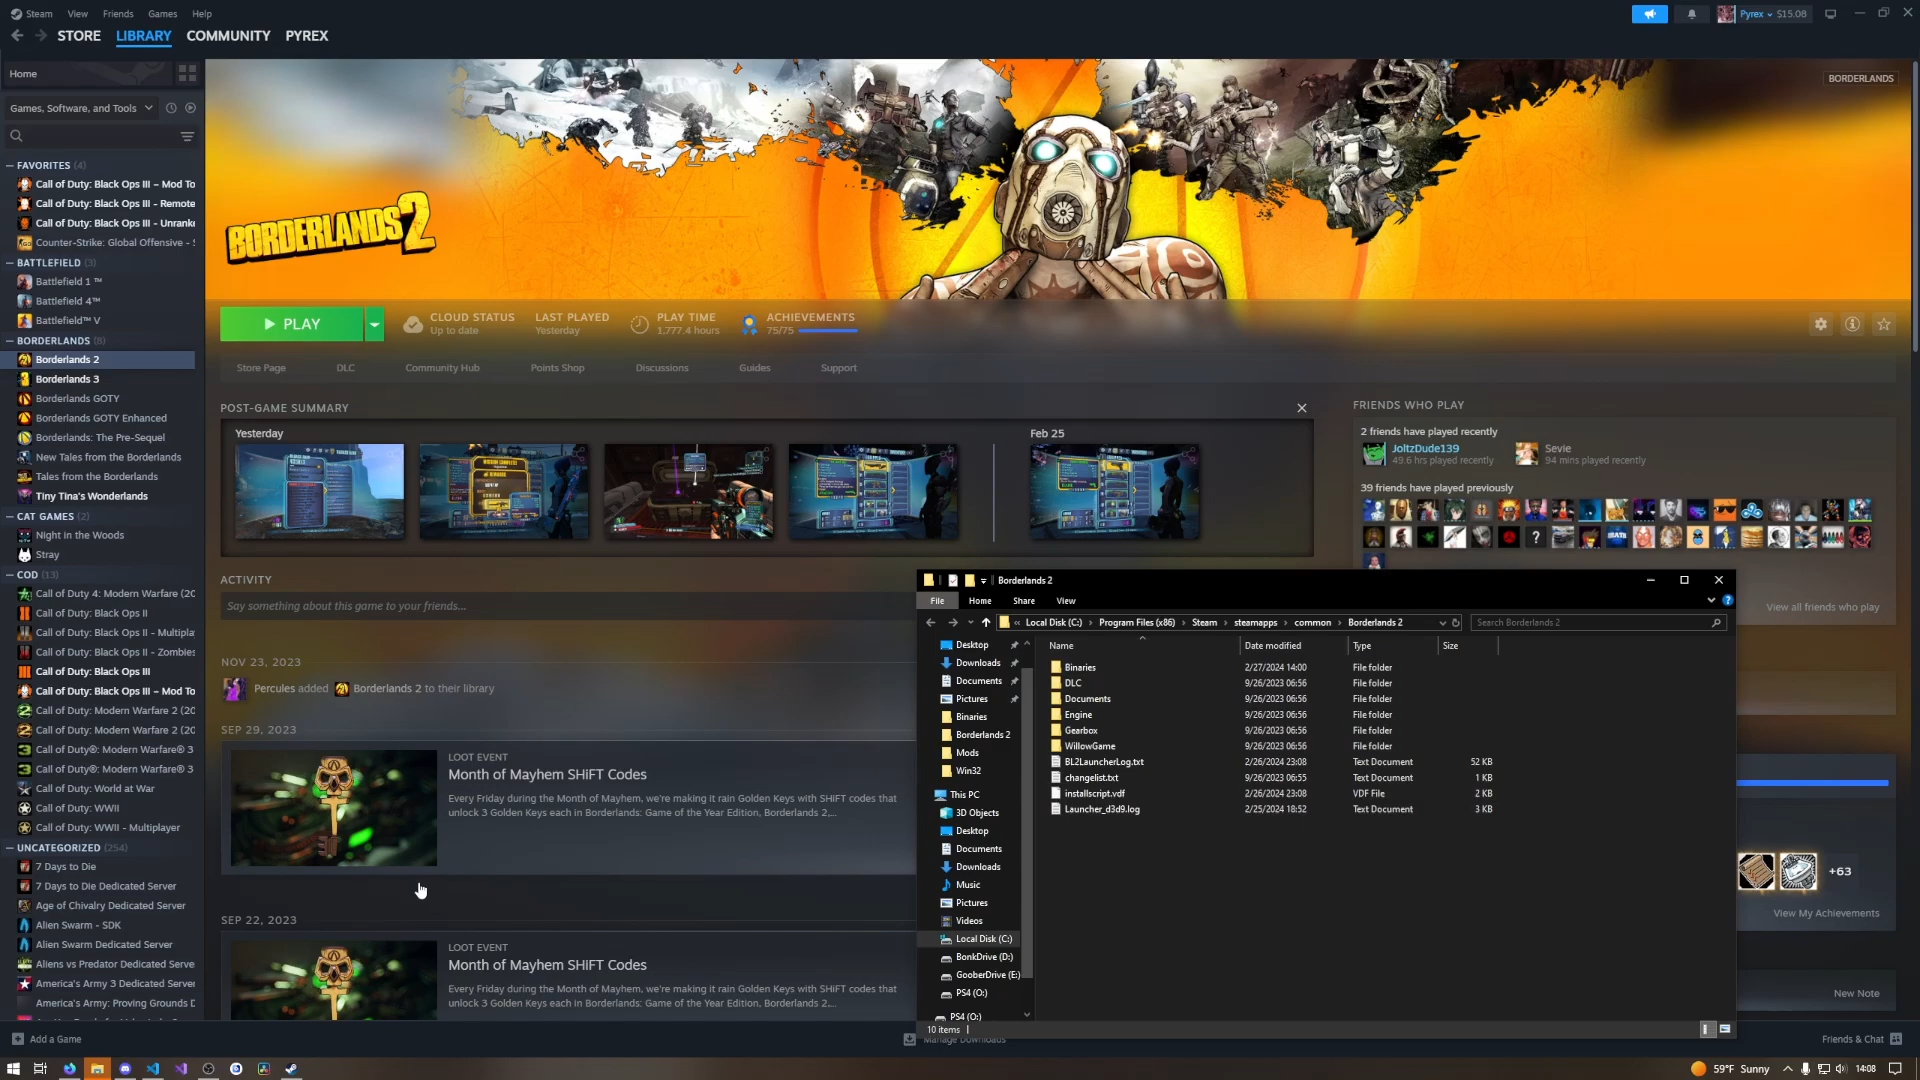 Steam View Friends Games Help
Pyrex $15.08
STORE LIBRARY COMMUNITY PYREX
Home
BORDERLANDS
Games, Software, and Tools
FAVORITES (4)
Call of Duty: Black Ops III - Mod To
Call of Duty: Black Ops III - Remote
Call of Duty: Black Ops III - Unranke
Counter-Strike: Global Offensive - S
BATTLEFIELD (3)
Battlefield 1 ™
Battlefield 4™
Battlefield™ V
BORDERLANDS (8)
Borderlands 2
Borderlands 3
Borderlands GOTY
Borderlands GOTY Enhanced
Borderlands: The Pre-Sequel
New Tales from the Borderlands
Tales from the Borderlands
Tiny Tina's Wonderlands
CAT GAMES (2)
Night in the Woods
Stray
COD (13)
Call of Duty 4: Modern Warfare (20
Call of Duty: Black Ops II
Call of Duty: Black Ops II - Multipla
Call of Duty: Black Ops II - Zombies
Call of Duty: Black Ops III
Call of Duty: Black Ops III - Mod To
Call of Duty: Modern Warfare 2 (20
Call of Duty: Modern Warfare 2 (20
Call of Duty®: Modern Warfare® 3
Call of Duty®: Modern Warfare® 3
Call of Duty: World at War
Call of Duty: WWII
Call of Duty: WWII - Multiplayer
UNCATEGORIZED (254)
7 Days to Die
7 Days to Die Dedicated Server
Age of Chivalry Dedicated Server
Alien Swarm - SDK
Alien Swarm Dedicated Server
Aliens vs Predator Dedicated Serve
America's Army 3 Dedicated Server
America's Army: Proving Grounds D
Add a Game
BORDERLANDS 2
PLAY
CLOUD STATUS
Up to date
LAST PLAYED
Yesterday
PLAY TIME
1,777.4 hours
ACHIEVEMENTS
75/75
Store Page DLC Community Hub Points Shop Discussions Guides Support
POST-GAME SUMMARY
Yesterday
Feb 25
ACTIVITY
Say something about this game to your friends...
NOV 23, 2023
Percules added Borderlands 2 to their library
SEP 29, 2023
LOOT EVENT
Month of Mayhem SHiFT Codes
Every Friday during the Month of Mayhem, we're making it rain Golden Keys with SHiFT codes that
unlock 3 Golden Keys each in Borderlands: Game of the Year Edition, Borderlands 2,...
SEP 22, 2023
LOOT EVENT
Month of Mayhem SHiFT Codes
Every Friday during the Month of Mayhem, we're making it rain Golden Keys with SHiFT codes that
unlock 3 Golden Keys each in Borderlands: Game of the Year Edition, Borderlands 2,...
FRIENDS WHO PLAY
2 friends have played recently
JoltzDude139
49.6 hrs played recently
Sevie
94 mins played recently
39 friends have played previously
View all friends who play
+63
View My Achievements
New Note
Manage Downloads
Friends & Chat
Borderlands 2
File Home Share View
Local Disk (C:) Program Files (x86) Steam steamapps common Borderlands 2
Search Borderlands 2
Desktop
Downloads
Documents
Pictures
Binaries
Borderlands 2
Mods
Win32
This PC
3D Objects
Desktop
Documents
Downloads
Music
Pictures
Videos
Local Disk (C:)
BonkDrive (D:)
GooberDrive (E:)
PS4 (O:)
PS4 (O:)
Name Date modified Type Size
Binaries 2/27/2024 14:00 File folder
DLC 9/26/2023 06:56 File folder
Documents 9/26/2023 06:56 File folder
Engine 9/26/2023 06:56 File folder
Gearbox 9/26/2023 06:56 File folder
WillowGame 9/26/2023 06:56 File folder
BL2LauncherLog.txt 2/26/2024 23:08 Text Document 52 KB
changelist.txt 9/26/2023 06:55 Text Document 1 KB
installscript.vdf 2/26/2024 23:08 VDF File 2 KB
Launcher_d3d9.log 2/25/2024 18:52 Text Document 3 KB
10 items
59°F Sunny
14:08